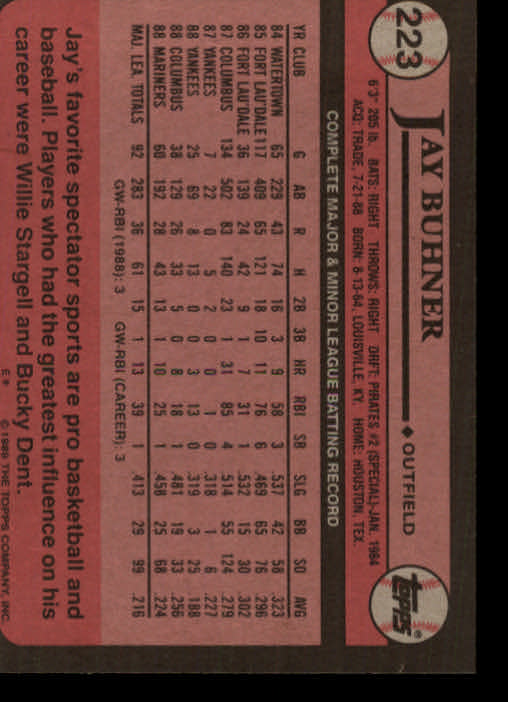 223
JAY BUHNER
◆ OUTFIELD
TOPPS®
6'3" 205 lb. BATS: RIGHT THROWS: RIGHT DRFT: PIRATES #2 (SPECIAL)-JAN. 1984
ACQ: TRADE, 7-21-88 BORN: 8-13-64, LOUISVILLE, KY. HOME: HOUSTON, TEX.
COMPLETE MAJOR & MINOR LEAGUE BATTING RECORD
YR CLUB G AB R H 2B 3B HR RBI SB SLG BB SO AVG
84 WATERTOWN 65 229 43 74 16 3 9 58 3 .537 42 58 .323
85 FORT LAU'DALE 117 409 65 121 18 10 11 76 6 .469 65 76 .296
86 FORT LAU'DALE 36 139 24 42 9 1 7 31 1 .532 15 30 .302
87 COLUMBUS 134 502 83 140 23 1 31 85 4 .514 55 124 .279
87 YANKEES 7 22 0 5 2 0 0 1 0 .318 1 6 .227
88 YANKEES 25 69 8 13 0 0 3 13 0 .319 3 25 .188
88 COLUMBUS 38 129 26 33 5 0 8 18 1 .481 19 33 .256
88 MARINERS 60 192 28 43 13 1 10 25 1 .458 25 68 .224
MAJ. LEA. TOTALS 92 283 36 61 15 1 13 39 1 .413 29 99 .216
GW-RBI (1988): 3 GW-RBI (CAREER): 3
Jay's favorite spectator sports are pro basketball and
baseball. Players who had the greatest influence on his
career were Willie Stargell and Bucky Dent.
E* © 1989 THE TOPPS COMPANY, INC.